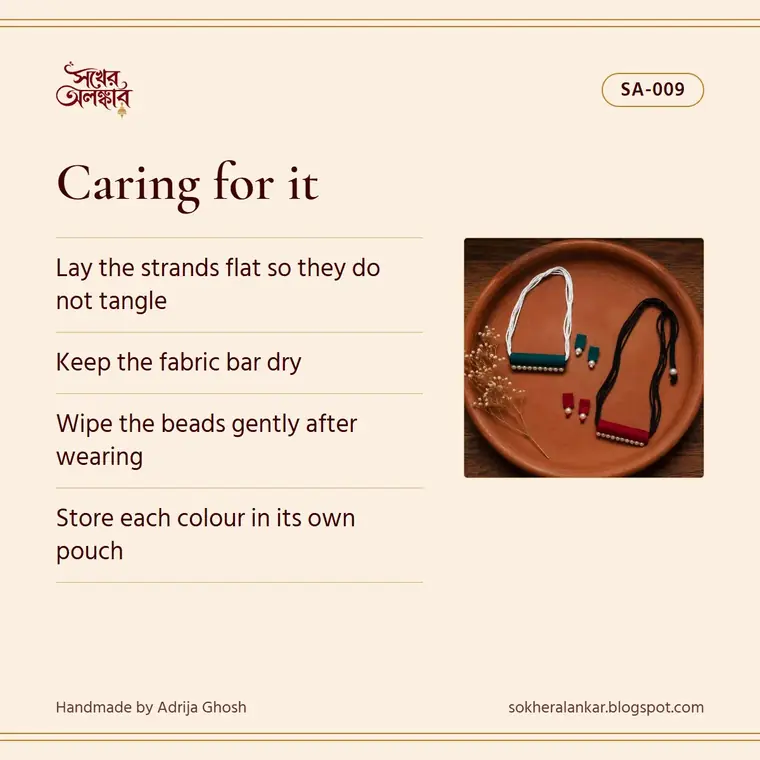 সখের
অলঙ্কার
SA-009
Caring for it
Lay the strands flat so they do
not tangle
Keep the fabric bar dry
Wipe the beads gently after
wearing
Store each colour in its own
pouch
Handmade by Adrija Ghosh
sokheralankar.blogspot.com